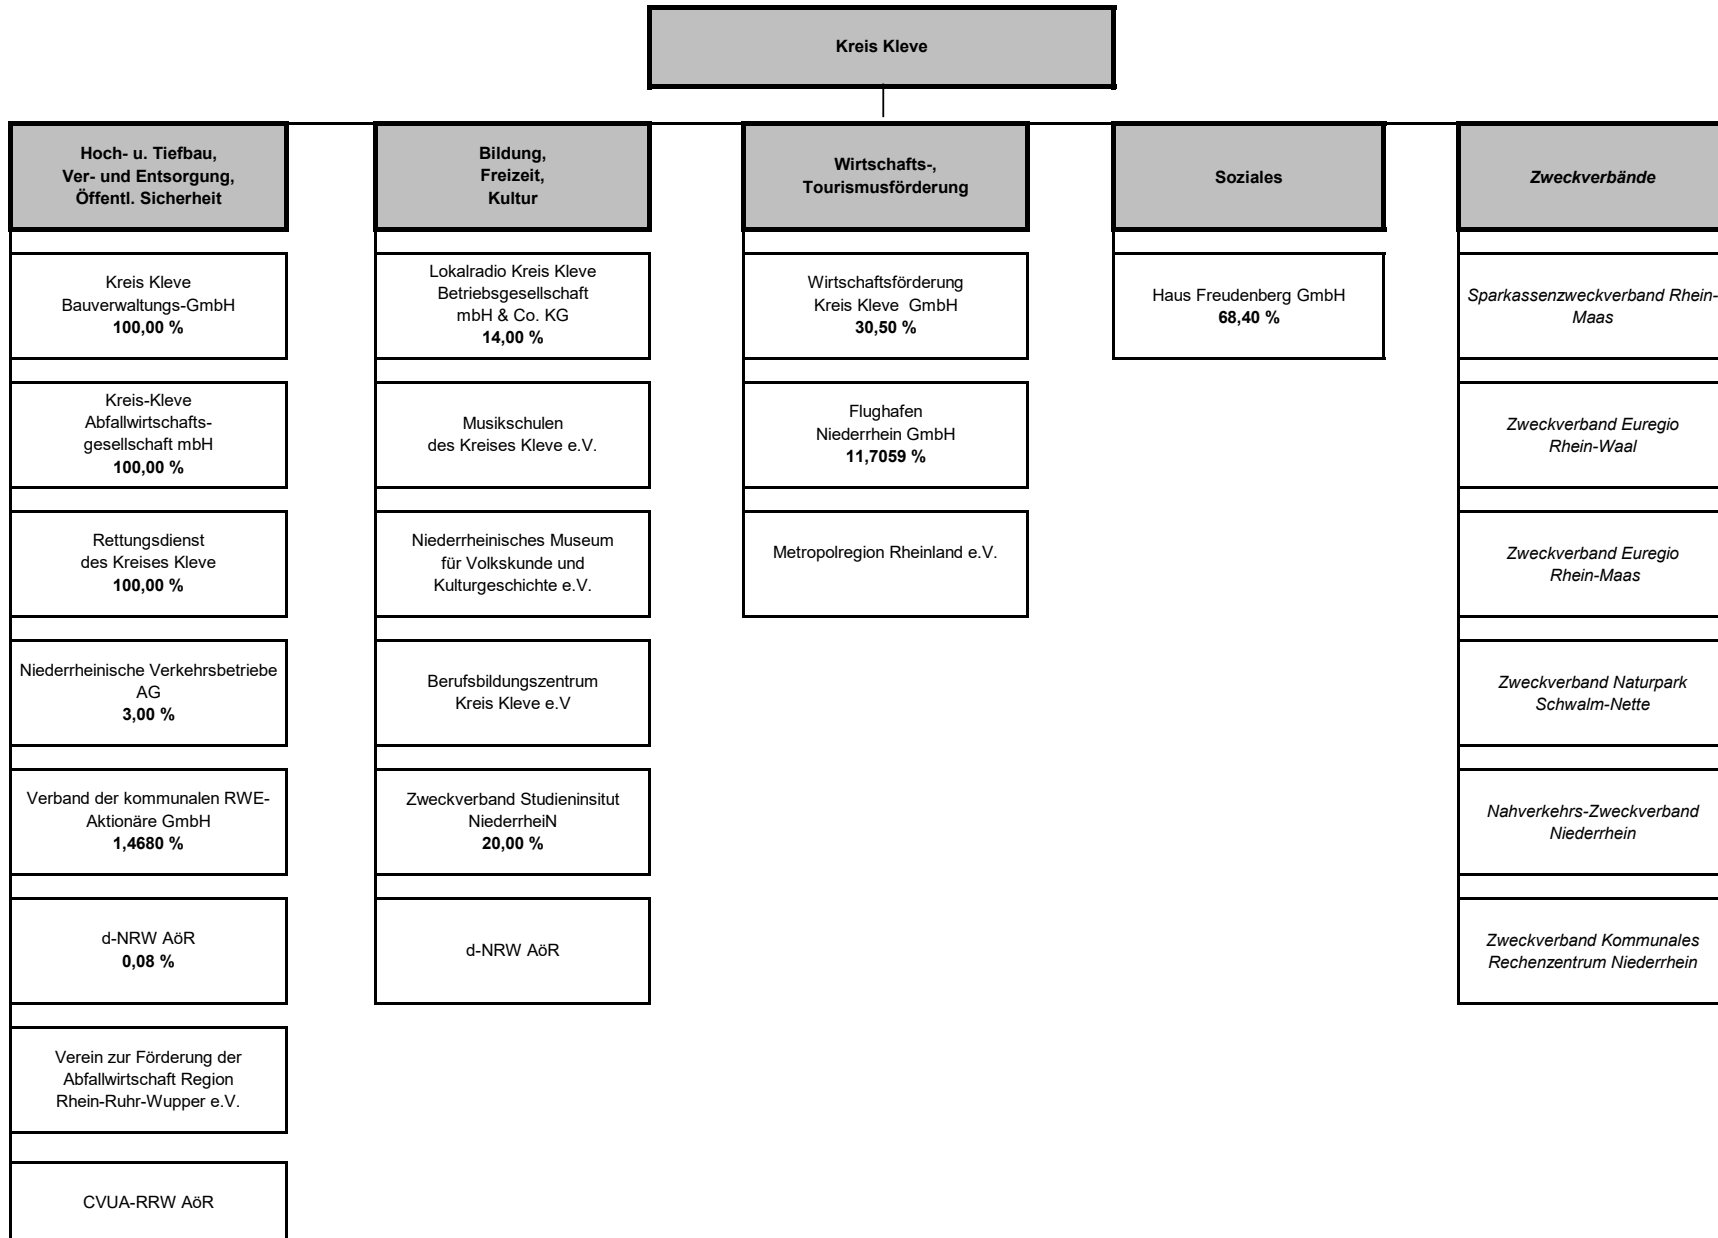 Kreis Kleve
Hoch- u. Tiefbau,
Ver- und Entsorgung,
Öffentl. Sicherheit
Kreis Kleve
Bauverwaltungs-GmbH
100,00 %
Kreis-Kleve
Abfallwirtschafts-
gesellschaft mbH
100,00 %
Rettungsdienst
des Kreises Kleve
100,00 %
Niederrheinische Verkehrsbetriebe
AG
3,00 %
Verband der kommunalen RWE-
Aktionäre GmbH
1,4680 %
d-NRW AöR
0,08 %
Verein zur Förderung der
Abfallwirtschaft Region
Rhein-Ruhr-Wupper e.V.
CVUA-RRW AöR
Bildung,
Freizeit,
Kultur
Lokalradio Kreis Kleve
Betriebsgesellschaft
mbH & Co. KG
14,00 %
Musikschulen
des Kreises Kleve e.V.
Niederrheinisches Museum
für Volkskunde und
Kulturgeschichte e.V.
Berufsbildungszentrum
Kreis Kleve e.V
Zweckverband Studieninsitut
NiederrheiN
20,00 %
d-NRW AöR
Wirtschafts-,
Tourismusförderung
Wirtschaftsförderung
Kreis Kleve GmbH
30,50 %
Flughafen
Niederrhein GmbH
11,7059 %
Metropolregion Rheinland e.V.
Soziales
Haus Freudenberg GmbH
68,40 %
Zweckverbände
Sparkassenzweckverband Rhein-
Maas
Zweckverband Euregio
Rhein-Waal
Zweckverband Euregio
Rhein-Maas
Zweckverband Naturpark
Schwalm-Nette
Nahverkehrs-Zweckverband
Niederrhein
Zweckverband Kommunales
Rechenzentrum Niederrhein